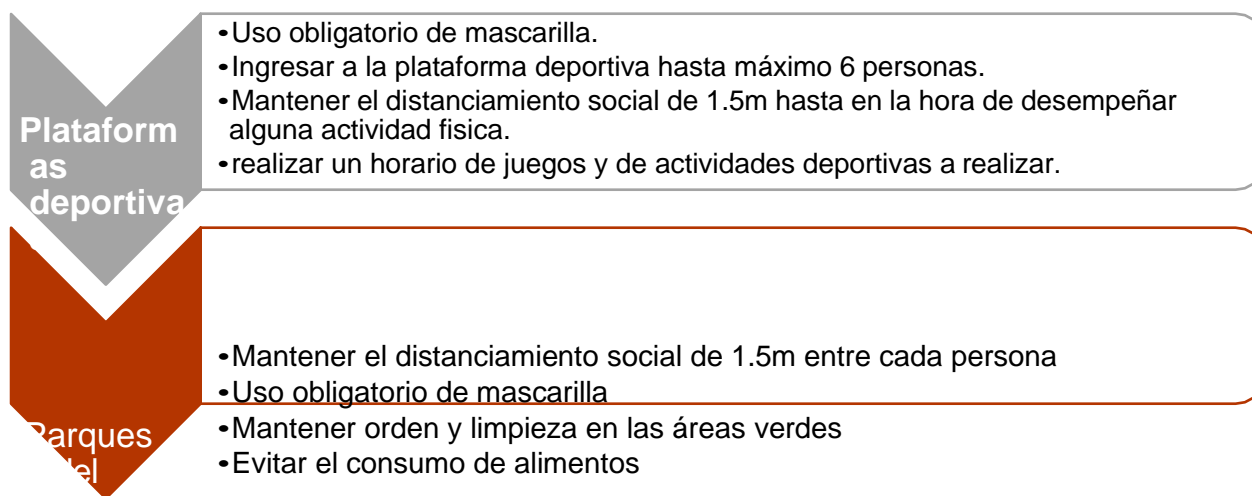 Plataform
as
deportiva
•Uso obligatorio de mascarilla.
•Ingresar a la plataforma deportiva hasta máximo 6 personas.
•Mantener el distanciamiento social de 1.5m hasta en la hora de desempeñar
alguna actividad fisica.
•realizar un horario de juegos y de actividades deportivas a realizar.
Parques
del
•Mantener el distanciamiento social de 1.5m entre cada persona
•Uso obligatorio de mascarilla
•Mantener orden y limpieza en las áreas verdes
•Evitar el consumo de alimentos